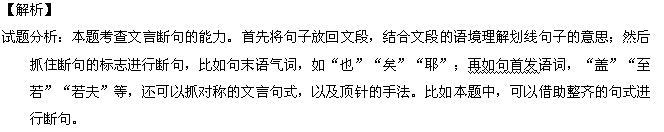 【解析】
试题分析：本题考查文言断句的能力。首先将句子放回文段，结合文段的语境理解划线句子的意思；然后
抓住断句的标志进行断句，比如句末语气词，如“也”“矣”“耶”；再如句首发语词，“盖”“至
若”“若夫”等，还可以抓对称的文言句式，以及顶针的手法。比如本题中，可以借助整齐的句式进
行断句。